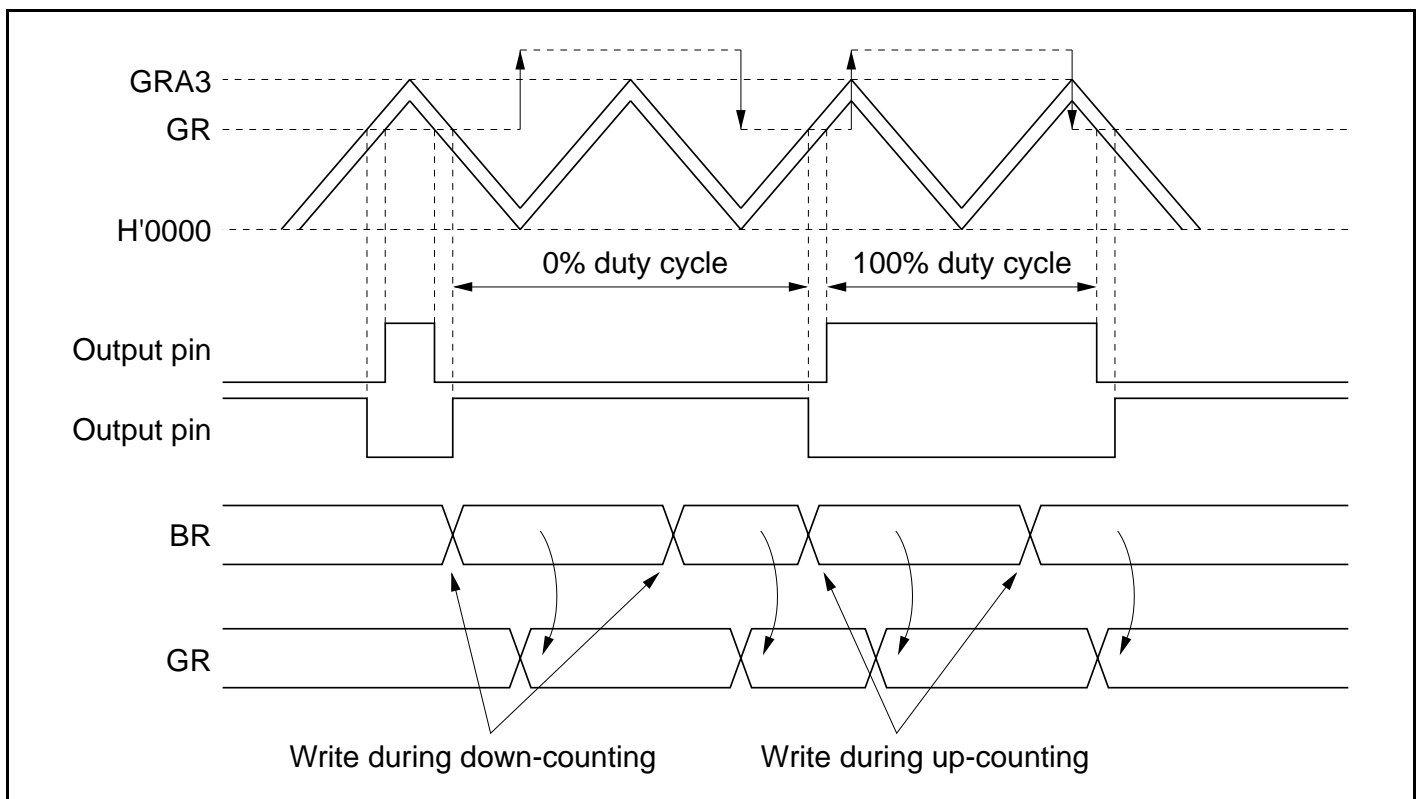 GRA3
GR
H'0000
0% duty cycle
100% duty cycle
Output pin
Output pin
BR
GR
Write during down-counting
Write during up-counting